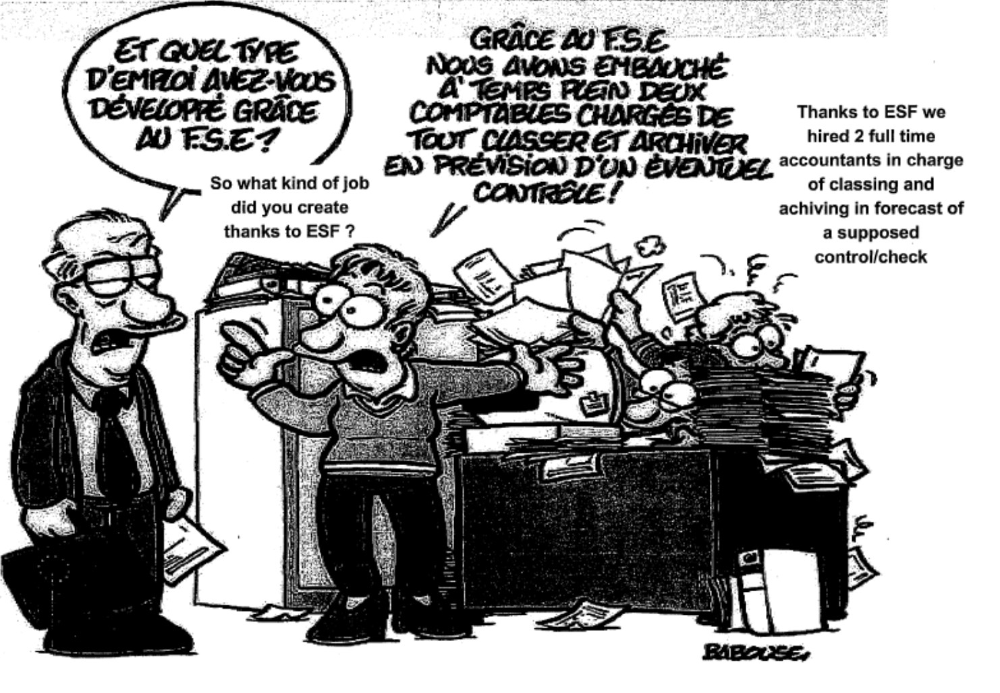 ET QUEL TYPE
D'EMPLOI AVEZ-VOUS
DÉVELOPPÉ GRÂCE
AU F.S.E?
So what kind of job
did you create
thanks to ESF ?
GRÂCE AU F.S.E
NOUS AVONS EMBAUCHÉ
A' TEMPS PLEIN DEUX
COMPTABLES CHARGÉS DE
TOUT CLASSER ET ARCHIVER
EN PRÉVISION D'UN ÉVENTUEL
CONTRÔLE!
Thanks to ESF we
hired 2 full time
accountants in charge
of classing and
achiving in forecast of
a supposed
control/check
BABOUSE